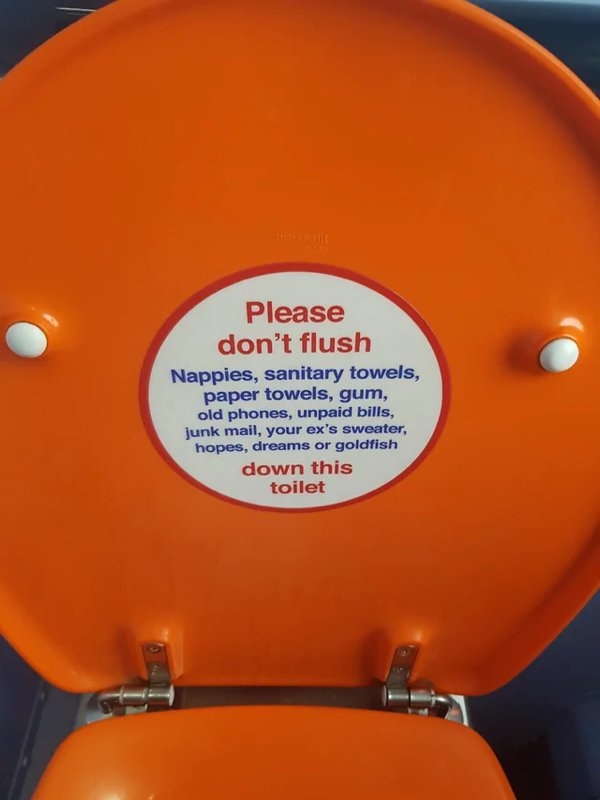 Please
don't flush
Nappies, sanitary towels,
paper towels, gum,
old phones, unpaid bills,
junk mail, your ex's sweater,
hopes, dreams or goldfish
down this
toilet